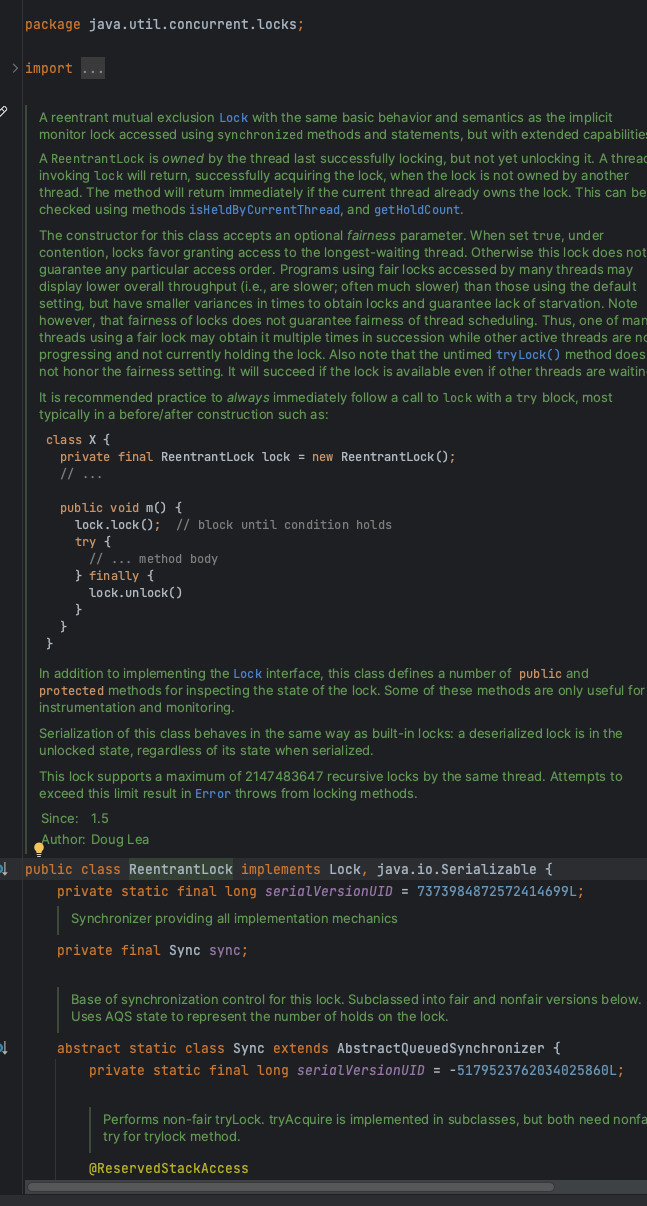 package java.util.concurrent.locks;
import ...
A reentrant mutual exclusion Lock with the same basic behavior and semantics as the implicit
monitor lock accessed using synchronized methods and statements, but with extended capabilities
A ReentrantLock is owned by the thread last successfully locking, but not yet unlocking it. A thread
invoking lock will return, successfully acquiring the lock, when the lock is not owned by another
thread. The method will return immediately if the current thread already owns the lock. This can be
checked using methods isHeldByCurrentThread, and getHoldCount.
The constructor for this class accepts an optional fairness parameter. When set true, under
contention, locks favor granting access to the longest-waiting thread. Otherwise this lock does not
guarantee any particular access order. Programs using fair locks accessed by many threads may
display lower overall throughput (i.e., are slower; often much slower) than those using the default
setting, but have smaller variances in times to obtain locks and guarantee lack of starvation. Note
however, that fairness of locks does not guarantee fairness of thread scheduling. Thus, one of man
threads using a fair lock may obtain it multiple times in succession while other active threads are no
progressing and not currently holding the lock. Also note that the untimed tryLock() method does
not honor the fairness setting. It will succeed if the lock is available even if other threads are waitin
It is recommended practice to always immediately follow a call to lock with a try block, most
typically in a before/after construction such as:
class X {
private final ReentrantLock lock = new ReentrantLock();
// ...
public void m() {
lock.lock();  // block until condition holds
try {
// ... method body
} finally {
lock.unlock()
}
}
}
In addition to implementing the Lock interface, this class defines a number of public and
protected methods for inspecting the state of the lock. Some of these methods are only useful for
instrumentation and monitoring.
Serialization of this class behaves in the same way as built-in locks: a deserialized lock is in the
unlocked state, regardless of its state when serialized.
This lock supports a maximum of 2147483647 recursive locks by the same thread. Attempts to
exceed this limit result in Error throws from locking methods.
Since: 1.5
Author: Doug Lea
public class ReentrantLock implements Lock, java.io.Serializable {
private static final long serialVersionUID = 7373984872572414699L;
Synchronizer providing all implementation mechanics
private final Sync sync;
Base of synchronization control for this lock. Subclassed into fair and nonfair versions below.
Uses AQS state to represent the number of holds on the lock.
abstract static class Sync extends AbstractQueuedSynchronizer {
private static final long serialVersionUID = -5179523762034025860L;
Performs non-fair tryLock. tryAcquire is implemented in subclasses, but both need nonfa
try for trylock method.
@ReservedStackAccess